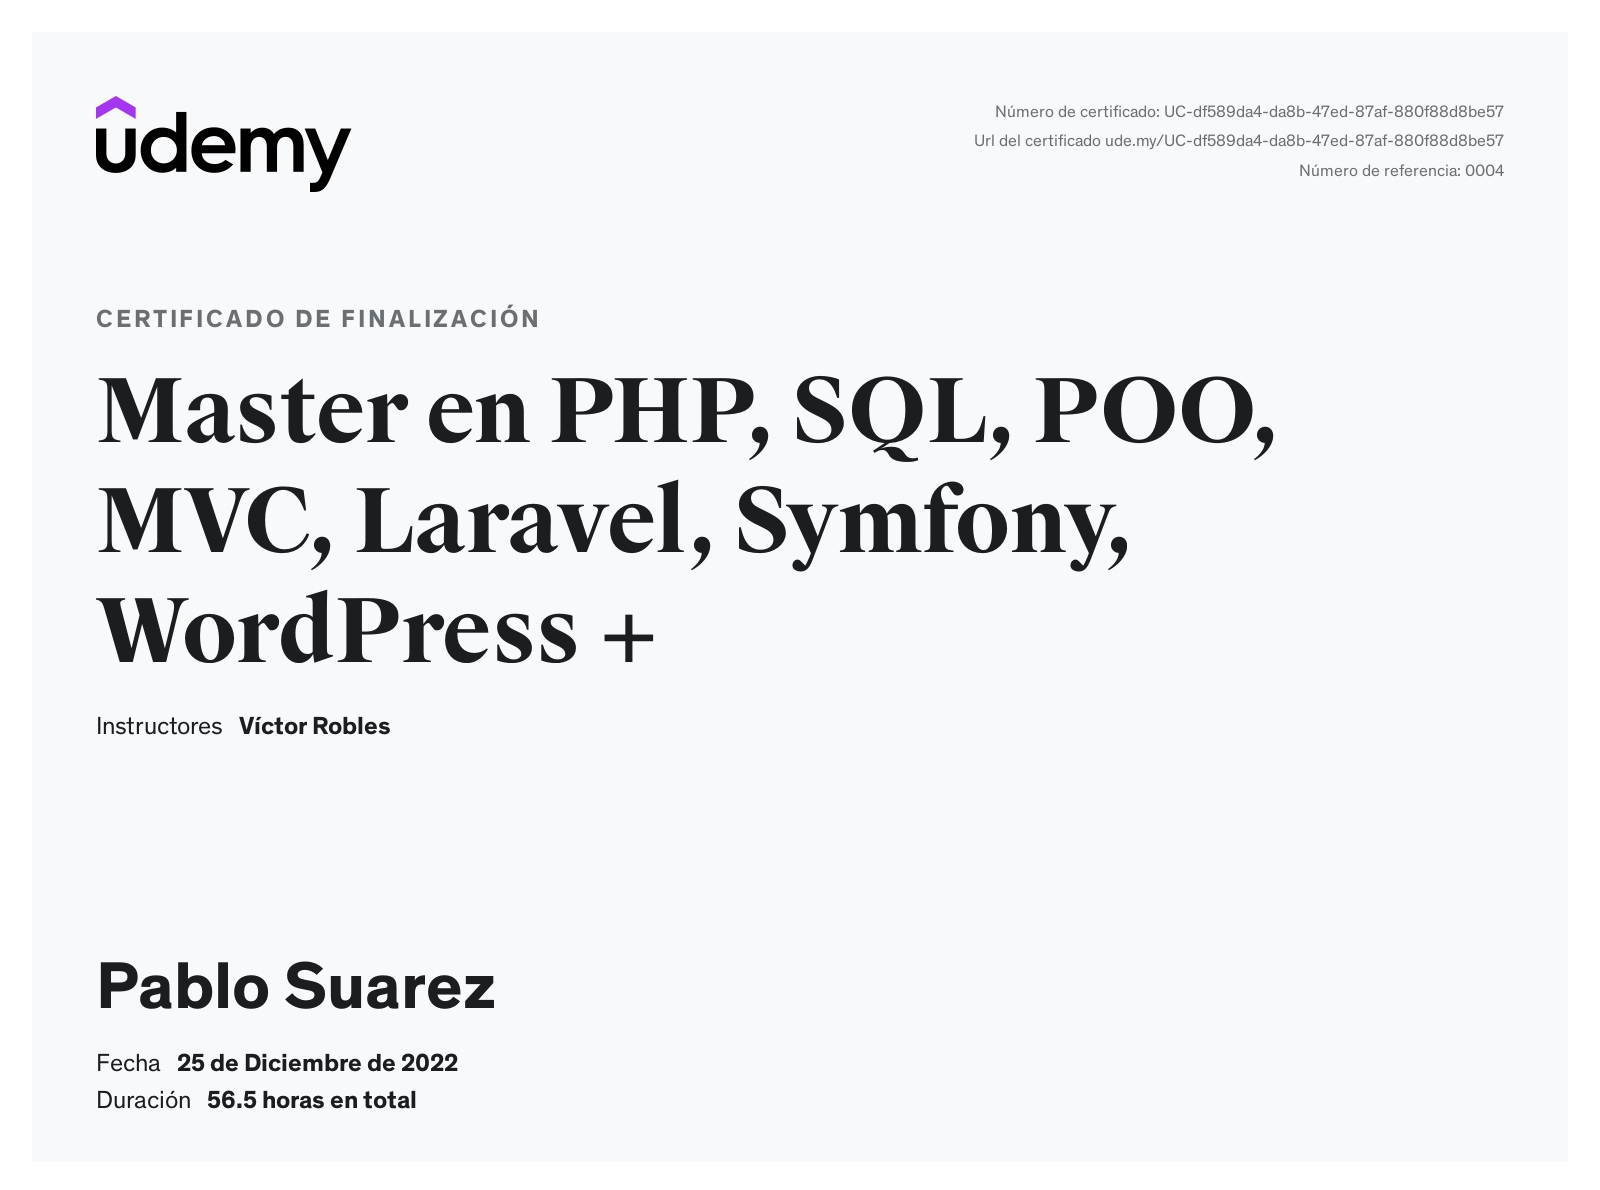 udemy
Número de certificado: UC-df589da4-da8b-47ed-87af-880f88d8be57
Url del certificado ude.my/UC-df589da4-da8b-47ed-87af-880f88d8be57
Número de referencia: 0004
CERTIFICADO DE FINALIZACIÓN
Master en PHP, SQL, POO,
MVC, Laravel, Symfony,
WordPress +
Instructores Víctor Robles
Pablo Suarez
Fecha 25 de Diciembre de 2022
Duración 56.5 horas en total